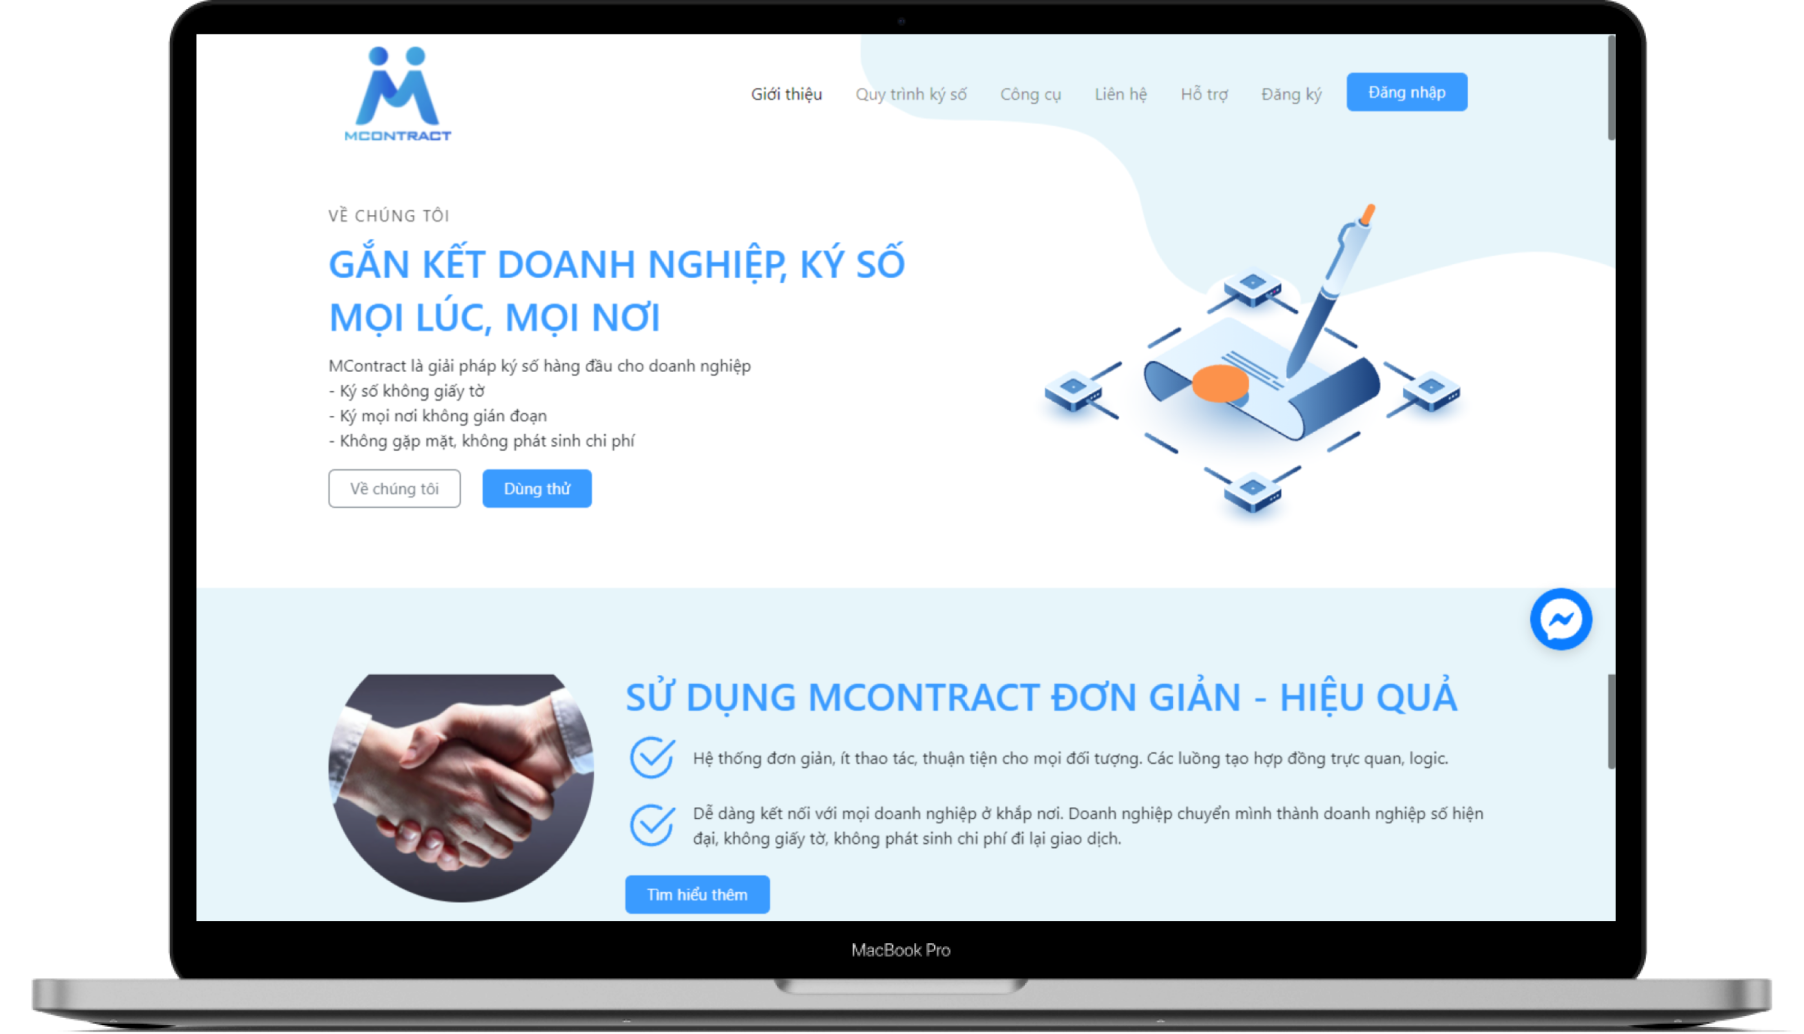 MCONTRACT
Giới thiệu
Quy trình ký số
Công cụ
Liên hệ
Hỗ trợ
Đăng ký
Đăng nhập
VỀ CHÚNG TÔI
GẮN KẾT DOANH NGHIỆP, KÝ SỐ
MỌI LÚC, MỌI NƠI
MContract là giải pháp ký số hàng đầu cho doanh nghiệp
- Ký số không giấy tờ
- Ký mọi nơi không gián đoạn
- Không gặp mặt, không phát sinh chi phí
Về chúng tôi
Dùng thử
SỬ DỤNG MCONTRACT ĐƠN GIẢN - HIỆU QUẢ
Hệ thống đơn giản, ít thao tác, thuận tiện cho mọi đối tượng. Các luồng tạo hợp đồng trực quan, logic.
Dễ dàng kết nối với mọi doanh nghiệp ở khắp nơi. Doanh nghiệp chuyển mình thành doanh nghiệp số hiện
đại, không giấy tờ, không phát sinh chi phí đi lại giao dịch.
Tìm hiểu thêm
MacBook Pro